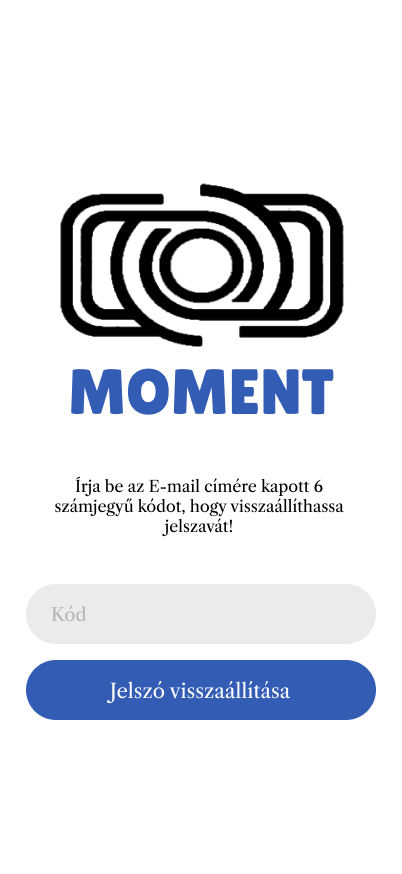 MOMENT
Írja be az E-mail címére kapott 6
számjegyű kódot, hogy visszaállíthassa
jelszavát!
Kód
Jelszó visszaállítása